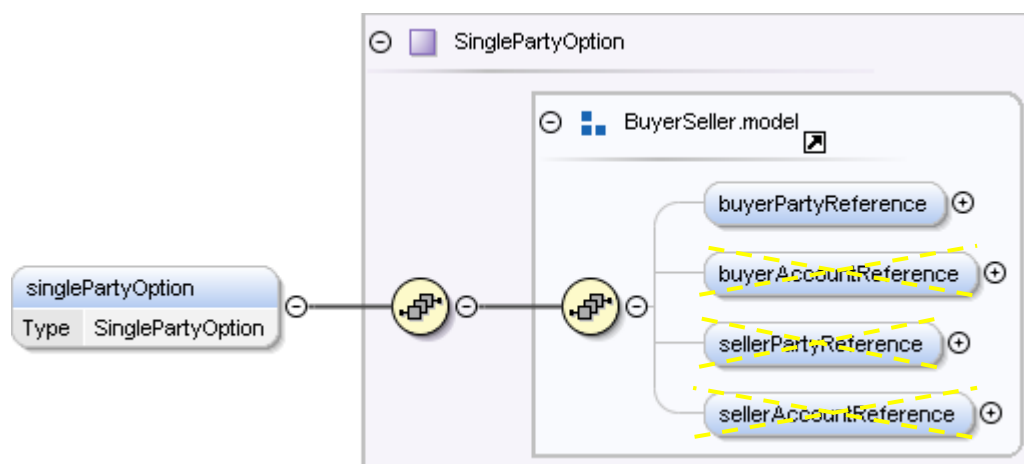 SinglePartyOption
BuyerSeller.model
buyerPartyReference
buyerAccountReference
singlePartyOption
Type SinglePartyOption
sellerPartyReference
sellerAccountReference